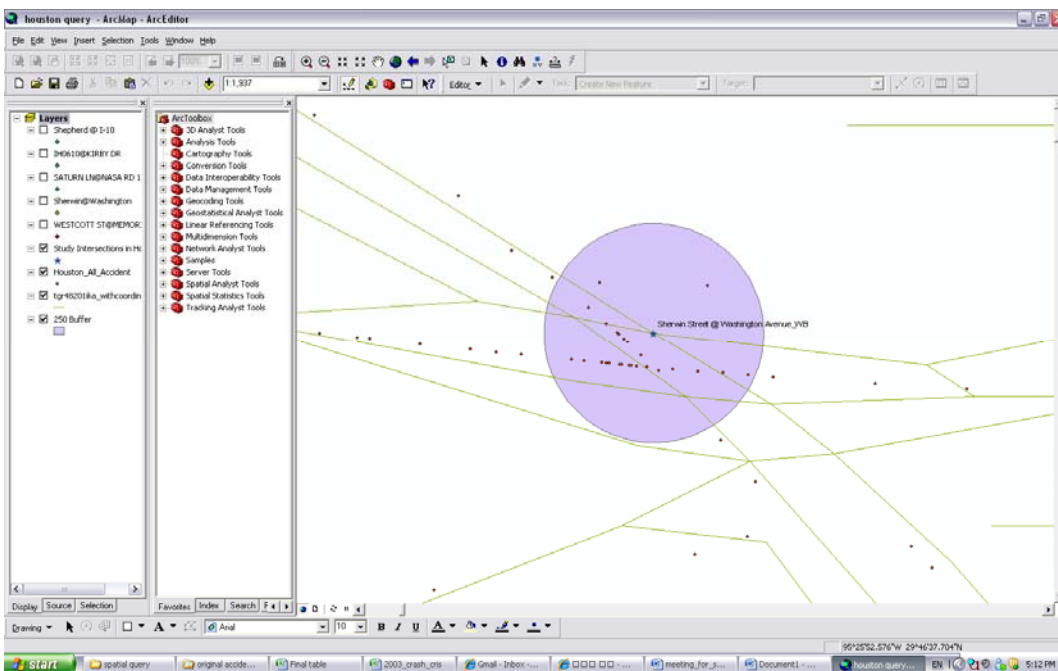 houston query - ArcMap - ArcEditor
File Edit View Insert Selection Tools Window Help
100%
1:1,937
Editor
Task:
Create New Feature
Target:
Layers
Shepherd @ I-10
IH0610@KIRBY DR
SATURN LN@NASA RD 1
Sherwin@Washington
WESTCOTT ST@MEMOR
Study Intersections in Ho
Houston_All_Accident
tgr48201lka_withcoordin
250 Buffer
Display Source Selection
ArcToolbox
3D Analyst Tools
Analysis Tools
Cartography Tools
Conversion Tools
Data Interoperability Tools
Data Management Tools
Geocoding Tools
Geostatistical Analyst Tools
Linear Referencing Tools
Multidimension Tools
Network Analyst Tools
Samples
Server Tools
Spatial Analyst Tools
Spatial Statistics Tools
Tracking Analyst Tools
Favorites Index Search F
Sherwin Street @ Washington Avenue_WB
Drawing
A
Arial
10
B I U A
95°25'52.576"W 29°46'37.704"N
start
spatial query
original accide...
Final table
2003_crash_cris
Gmail - Inbox -...
meeting_for_s...
Document1 - ...
houston query...
EN
5:12 PM